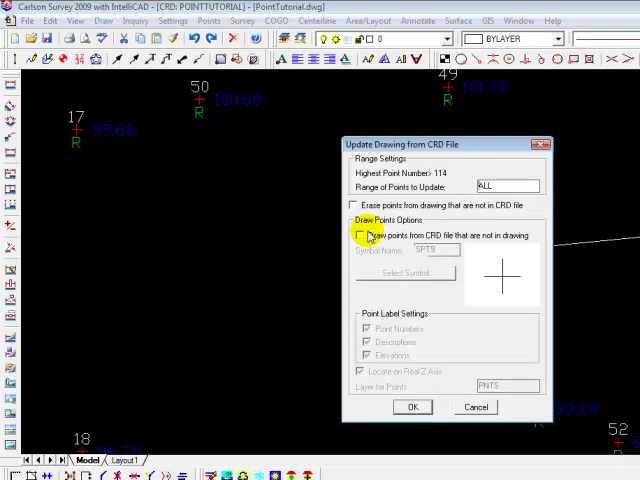 Carlson Survey 2009 with IntelliCAD - [CRD: POINTTUTORIAL] - [PointTutorial.dwg]
File Edit View Draw Inquiry Settings Points Survey COGO Centerline Area/Layout Annotate Surface GIS Window Help
BYLAYER
50
100.68
49
101.78
17
99.68
R
R
R
Update Drawing from CRD File
Range Settings
Highest Point Number> 114
Range of Points to Update: ALL
Erase points from drawing that are not in CRD file
Draw Points Options
Draw points from CRD file that are not in drawing
Symbol Name: SPT9
Select Symbol
Point Label Settings
Point Numbers
Descriptions
Elevations
Locate on Real Z Axis
Layer for Points PNTS
OK Cancel
99.29
18
52
Model Layout1